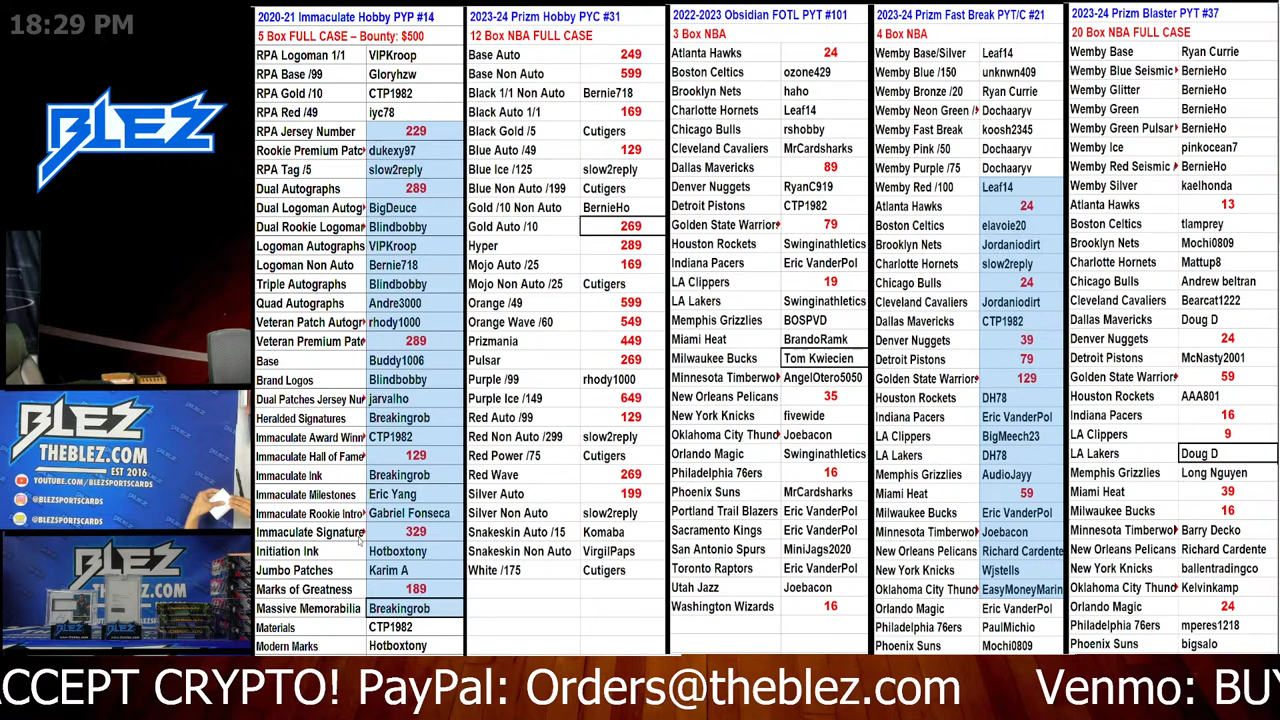 18:29 PM
BLEZ
BLEZ
THEBLEZ.COM
EST 2016
YOUTUBE.COM/BLEZSPORTSCARDS
@BLEZSPORTSCARDS
@BLEZSPORTSCARDS
BLEZ
2020-21 Immaculate Hobby PYP #14
5 Box FULL CASE – Bounty: $500
RPA Logoman 1/1 VIPKroop
RPA Base /99 Gloryhzw
RPA Gold /10 CTP1982
RPA Red /49 iyc78
RPA Jersey Number 229
Rookie Premium Patc dukexy97
RPA Tag /5 slow2reply
Dual Autographs 289
Dual Logoman Autog BigDeuce
Dual Rookie Logoma Blindbobby
Logoman Autographs VIPKroop
Logoman Non Auto Bernie718
Triple Autographs Blindbobby
Quad Autographs Andre3000
Veteran Patch Autogr rhody1000
Veteran Premium Pate 289
Base Buddy1006
Brand Logos Blindbobby
Dual Patches Jersey Nu jarvalho
Heralded Signatures Breakingrob
Immaculate Award Winn CTP1982
Immaculate Hall of Fame 129
Immaculate Ink Breakingrob
Immaculate Milestones Eric Yang
Immaculate Rookie Intro Gabriel Fonseca
Immaculate Signature 329
Initiation Ink Hotboxtony
Jumbo Patches Karim A
Marks of Greatness 189
Massive Memorabilia Breakingrob
Materials CTP1982
Modern Marks Hotboxtony
2023-24 Prizm Hobby PYC #31
12 Box NBA FULL CASE
Base Auto 249
Base Non Auto 599
Black 1/1 Non Auto Bernie718
Black Auto 1/1 169
Black Gold /5 Cutigers
Blue Auto /49 129
Blue Ice /125 slow2reply
Blue Non Auto /199 Cutigers
Gold /10 Non Auto BernieHo
Gold Auto /10 269
Hyper 289
Mojo Auto /25 169
Mojo Non Auto /25 Cutigers
Orange /49 599
Orange Wave /60 549
Prizmania 449
Pulsar 269
Purple /99 rhody1000
Purple Ice /149 649
Red Auto /99 129
Red Non Auto /299 slow2reply
Red Power /75 Cutigers
Red Wave 269
Silver Auto 199
Silver Non Auto slow2reply
Snakeskin Auto /15 Komaba
Snakeskin Non Auto VirgilPaps
White /175 Cutigers
2022-2023 Obsidian FOTL PYT #101
3 Box NBA
Atlanta Hawks 24
Boston Celtics ozone429
Brooklyn Nets haho
Charlotte Hornets Leaf14
Chicago Bulls rshobby
Cleveland Cavaliers MrCardsharks
Dallas Mavericks 89
Denver Nuggets RyanC919
Detroit Pistons CTP1982
Golden State Warriors 79
Houston Rockets Swinginathletics
Indiana Pacers Eric VanderPol
LA Clippers 19
LA Lakers Swinginathletics
Memphis Grizzlies BOSPVD
Miami Heat BrandoRamk
Milwaukee Bucks Tom Kwiecien
Minnesota Timberwo AngelOtero5050
New Orleans Pelicans 35
New York Knicks fivewide
Oklahoma City Thund Joebacon
Orlando Magic Swinginathletics
Philadelphia 76ers 16
Phoenix Suns MrCardsharks
Portland Trail Blazers Eric VanderPol
Sacramento Kings Eric VanderPol
San Antonio Spurs MiniJags2020
Toronto Raptors Eric VanderPol
Utah Jazz Joebacon
Washington Wizards 16
2023-24 Prizm Fast Break PYT/C #21
4 Box NBA
Wemby Base/Silver Leaf14
Wemby Blue /150 unknwn409
Wemby Bronze /20 Ryan Currie
Wemby Neon Green / Dochaaryv
Wemby Fast Break koosh2345
Wemby Pink /50 Dochaaryv
Wemby Purple /75 Dochaaryv
Wemby Red /100 Leaf14
Atlanta Hawks 24
Boston Celtics elavoie20
Brooklyn Nets Jordaniodirt
Charlotte Hornets slow2reply
Chicago Bulls 24
Cleveland Cavaliers Jordaniodirt
Dallas Mavericks CTP1982
Denver Nuggets 39
Detroit Pistons 79
Golden State Warriors 129
Houston Rockets DH78
Indiana Pacers Eric VanderPol
LA Clippers BigMeech23
LA Lakers DH78
Memphis Grizzlies AudioJayy
Miami Heat 59
Milwaukee Bucks Eric VanderPol
Minnesota Timberwo Joebacon
New Orleans Pelicans Richard Cardente
New York Knicks Wjstells
Oklahoma City Thund EasyMoneyMarin
Orlando Magic Eric VanderPol
Philadelphia 76ers PaulMichio
Phoenix Suns Mochi0809
2023-24 Prizm Blaster PYT #37
20 Box NBA FULL CASE
Wemby Base Ryan Currie
Wemby Blue Seismic BernieHo
Wemby Glitter BernieHo
Wemby Green BernieHo
Wemby Green Pulsar BernieHo
Wemby Ice pinkocean7
Wemby Red Seismic BernieHo
Wemby Silver kaelhonda
Atlanta Hawks 13
Boston Celtics tlamprey
Brooklyn Nets Mochi0809
Charlotte Hornets Mattup8
Chicago Bulls Andrew beltran
Cleveland Cavaliers Bearcat1222
Dallas Mavericks Doug D
Denver Nuggets 24
Detroit Pistons McNasty2001
Golden State Warrior 59
Houston Rockets AAA801
Indiana Pacers 16
LA Clippers 9
LA Lakers Doug D
Memphis Grizzlies Long Nguyen
Miami Heat 39
Milwaukee Bucks 16
Minnesota Timberwo Barry Decko
New Orleans Pelicans Richard Cardente
New York Knicks ballentradingco
Oklahoma City Thund Kelvinkamp
Orlando Magic 24
Philadelphia 76ers mperes1218
Phoenix Suns bigsalo
CCEPT CRYPTO! PayPal: Orders@theblez.com Venmo: BUY